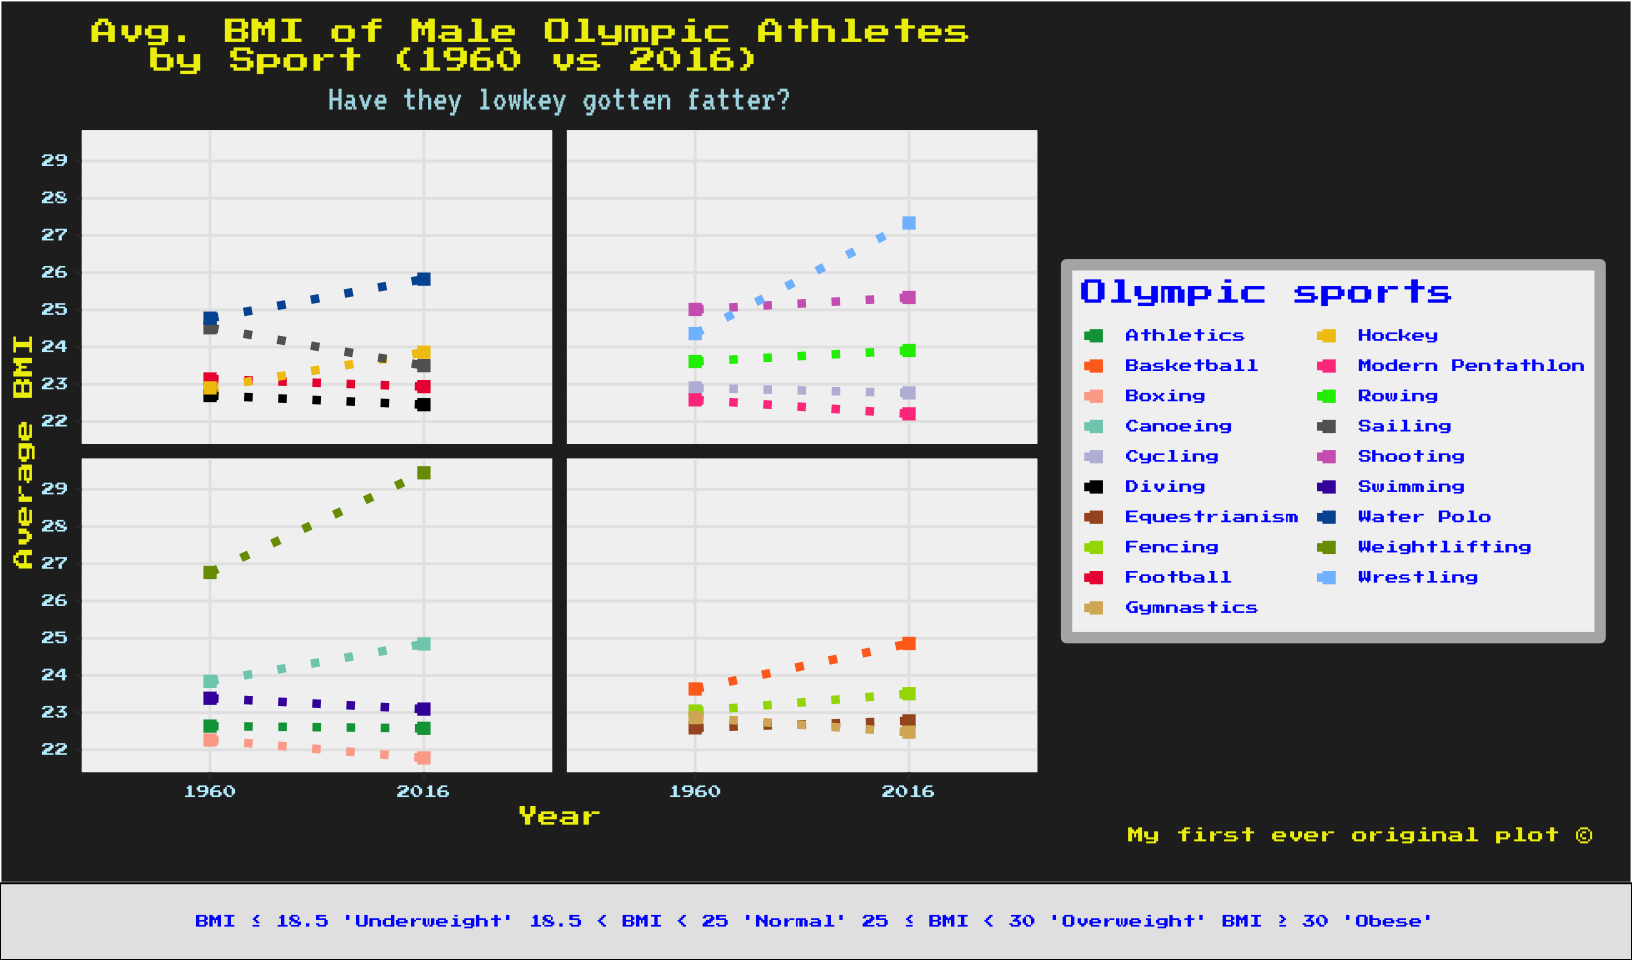 Avg. BMI of Male Olympic Athletes
by Sport (1960 vs 2016)
Have they lowkey gotten fatter?
Average BMI
29
28
27
26
25
24
23
22
29
28
27
26
25
24
23
22
1960 2016 1960 2016
Year
Olympic sports
Athletics Hockey
Basketball Modern Pentathlon
Boxing Rowing
Canoeing Sailing
Cycling Shooting
Diving Swimming
Equestrianism Water Polo
Fencing Weightlifting
Football Wrestling
Gymnastics
My first ever original plot ©
BMI ≤ 18.5 'Underweight' 18.5 < BMI < 25 'Normal' 25 ≤ BMI < 30 'Overweight' BMI ≥ 30 'Obese'